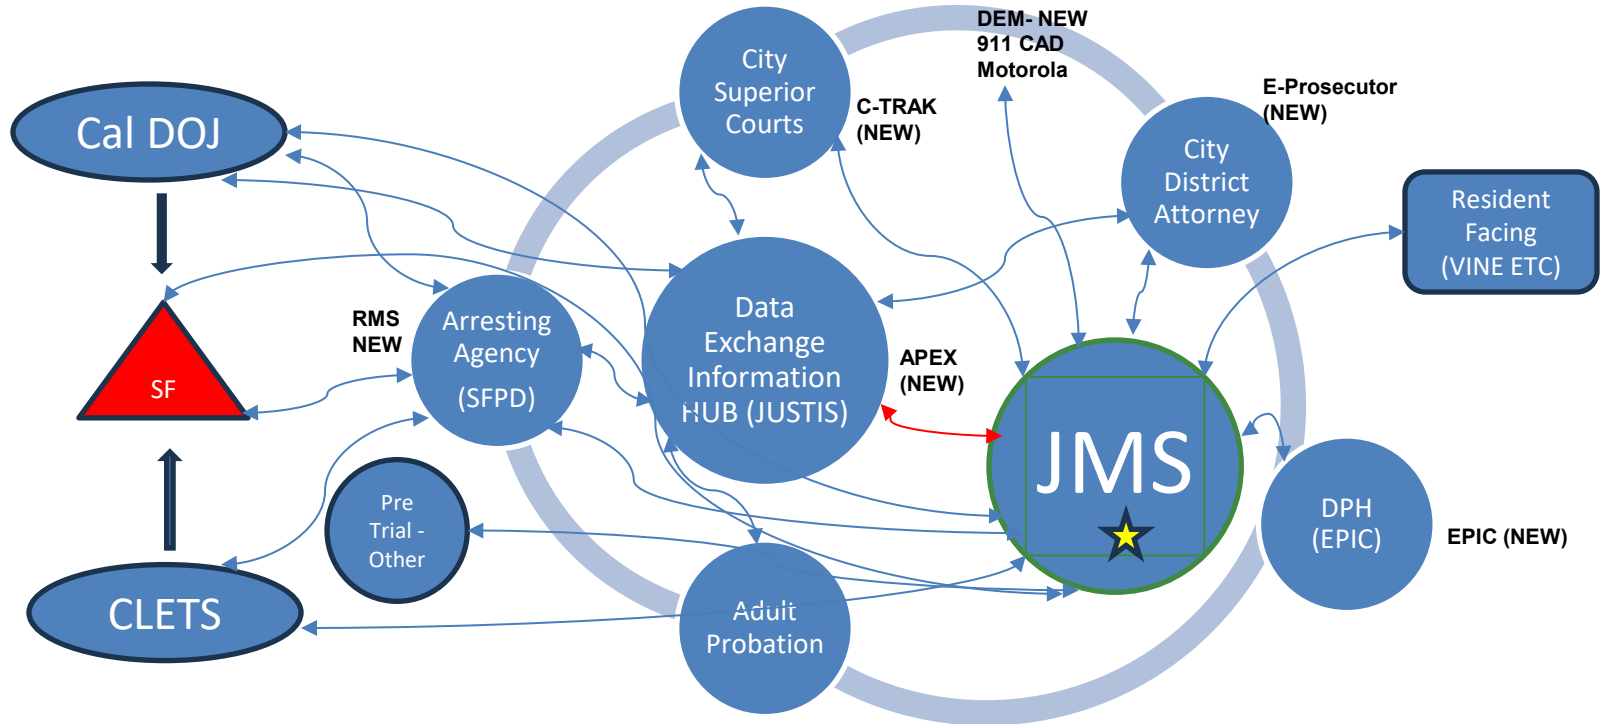 DEM- NEW
911 CAD
Motorola
City
Superior
Courts
C-TRAK
(NEW)
E-Prosecutor
(NEW)
Cal DOJ
City
District
Attorney
Resident
Facing
(VINE ETC)
RMS
NEW
Arresting
Agency
(SFPD)
Data
Exchange
Information
HUB (JUSTIS)
APEX
(NEW)
SF
JMS
Pre
Trial -
Other
DPH
(EPIC)
EPIC (NEW)
CLETS
Adult
Probation